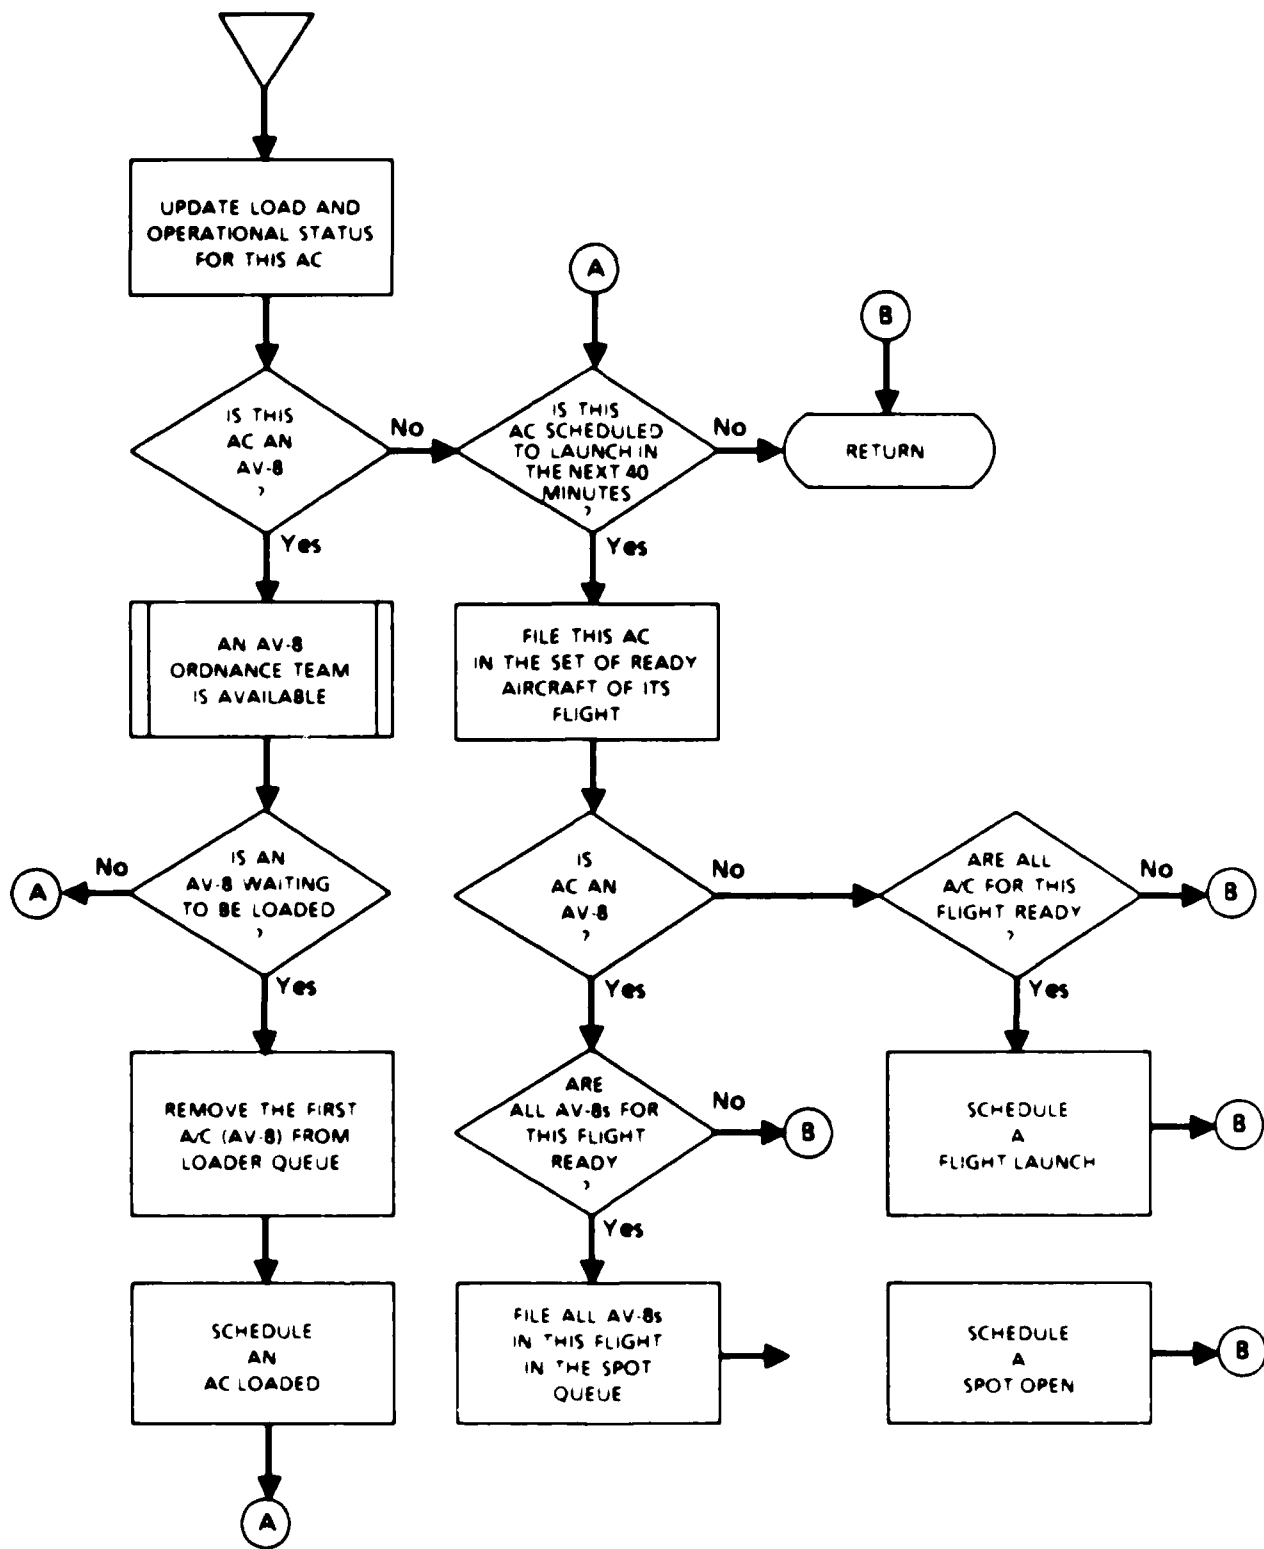 UPDATE LOAD AND
OPERATIONAL STATUS
FOR THIS AC
A
B
IS THIS
AC AN
AV-8
?
No
IS THIS
AC SCHEDULED
TO LAUNCH IN
THE NEXT 40
MINUTES
?
No
RETURN
Yes
Yes
AN AV-8
ORDNANCE TEAM
IS AVAILABLE
FILE THIS AC
IN THE SET OF READY
AIRCRAFT OF ITS
FLIGHT
A
No
IS AN
AV-8 WAITING
TO BE LOADED
?
IS
AC AN
AV-8
?
No
ARE ALL
A/C FOR THIS
FLIGHT READY
?
No
B
Yes
Yes
Yes
REMOVE THE FIRST
A/C (AV-8) FROM
LOADER QUEUE
ARE
ALL AV-8s FOR
THIS FLIGHT
READY
?
No
B
SCHEDULE
A
FLIGHT LAUNCH
B
Yes
SCHEDULE
AN
AC LOADED
FILE ALL AV-8s
IN THIS FLIGHT
IN THE SPOT
QUEUE
SCHEDULE
A
SPOT OPEN
B
A